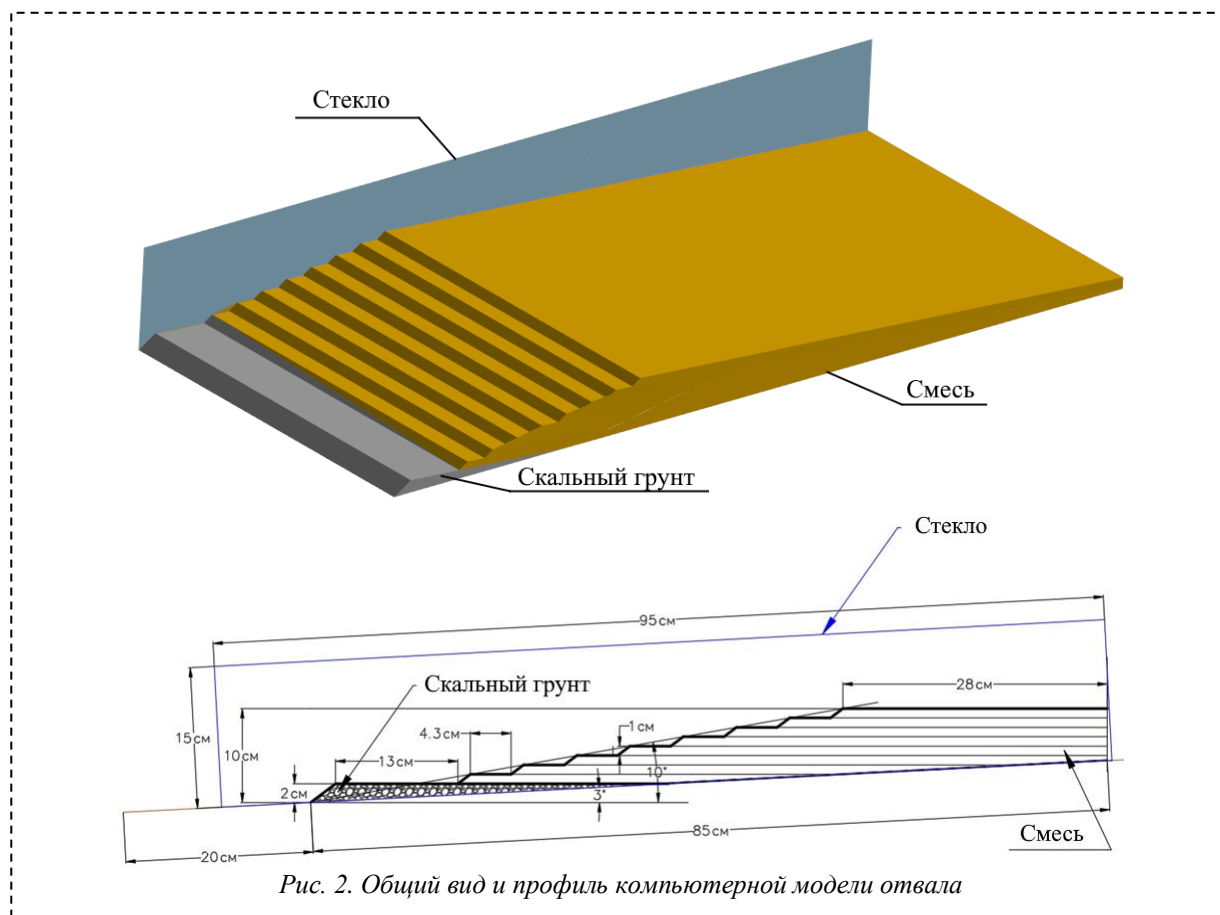 Стекло
Смесь
Скальный грунт
Стекло
95см
Скальный грунт
28см
15см
10см
4.3см
1см
13см
10°
2см
3°
85см
Смесь
20см
Рис. 2. Общий вид и профиль компьютерной модели отвала